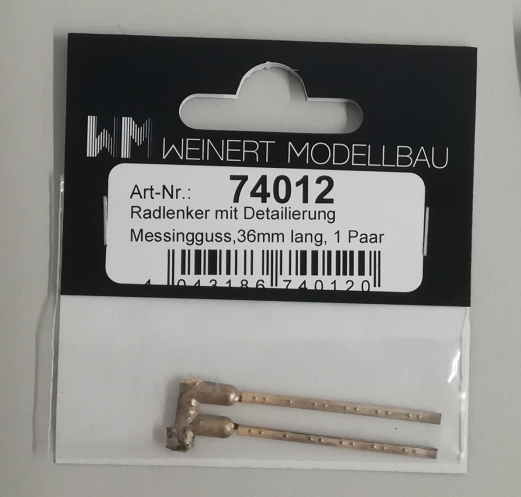 WM WEINERT MODELLBAU
Art-Nr.: 74012
Radlenker mit Detailierung
Messingguss,36mm lang, 1 Paar
4 043186 740120